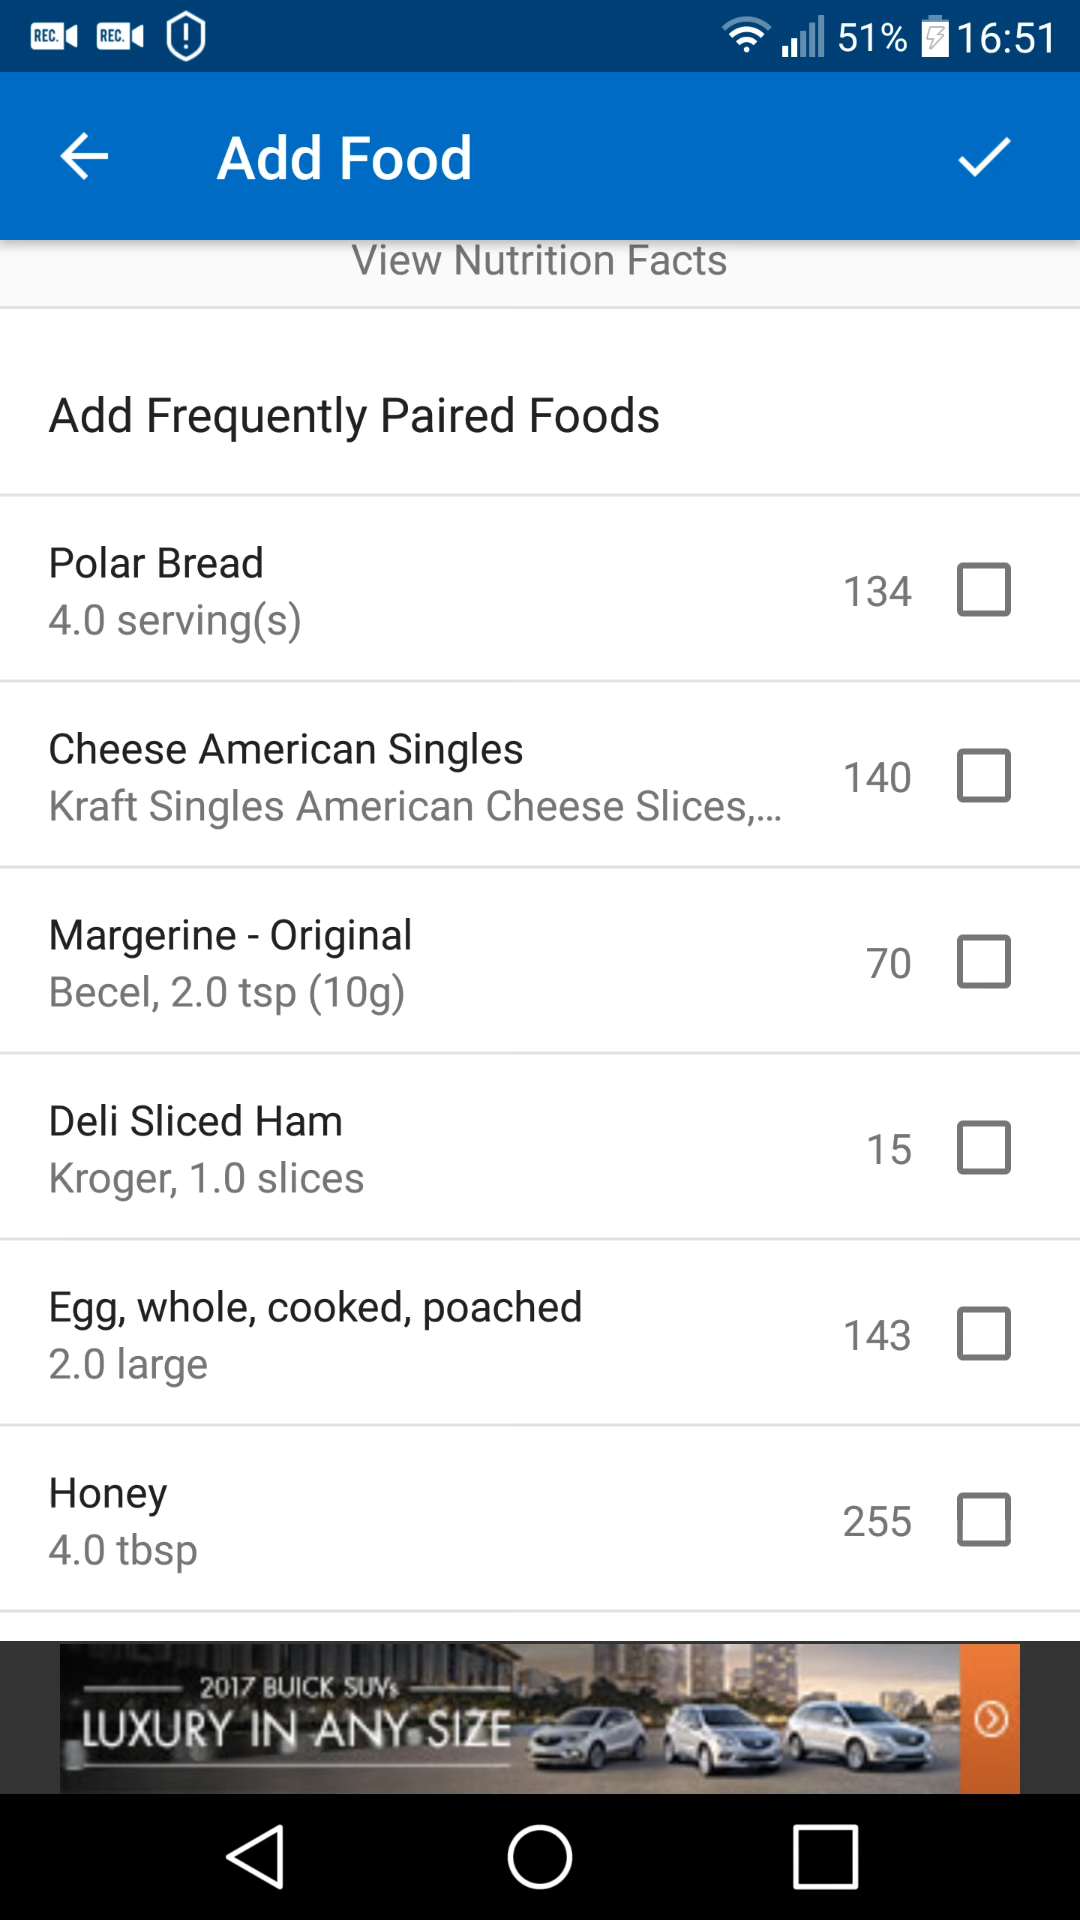 REC. REC. 51% 16:51
Add Food
View Nutrition Facts
Add Frequently Paired Foods
Polar Bread
4.0 serving(s)
134
Cheese American Singles
Kraft Singles American Cheese Slices,...
140
Margerine - Original
Becel, 2.0 tsp (10g)
70
Deli Sliced Ham
Kroger, 1.0 slices
15
Egg, whole, cooked, poached
2.0 large
143
Honey
4.0 tbsp
255
2017 BUICK SUVs
LUXURY IN ANY SIZE